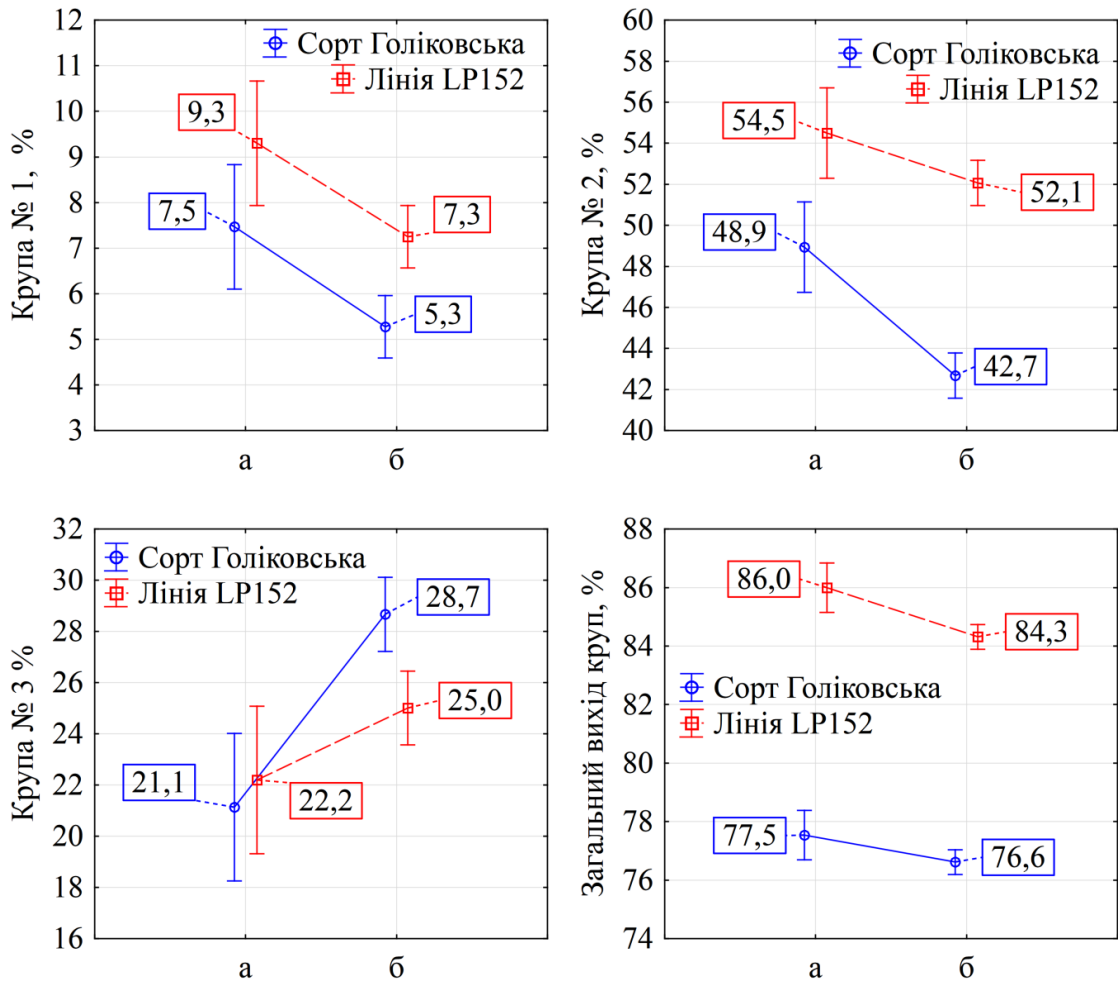 Крупа № 1, %
12
11
10
9
8
7
6
5
4
3
Сорт Голіковська
Лінія LP152
9,3
7,5
7,3
5,3
а
б
Крупа № 2, %
60
58
56
54
52
50
48
46
44
42
40
Сорт Голіковська
Лінія LP152
54,5
48,9
52,1
42,7
а
б
Крупа № 3 %
32
30
28
26
24
22
20
18
16
Сорт Голіковська
Лінія LP152
28,7
25,0
21,1
22,2
а
б
Загальний вихід круп, %
88
86
84
82
80
78
76
74
86,0
84,3
Сорт Голіковська
Лінія LP152
77,5
76,6
а
б